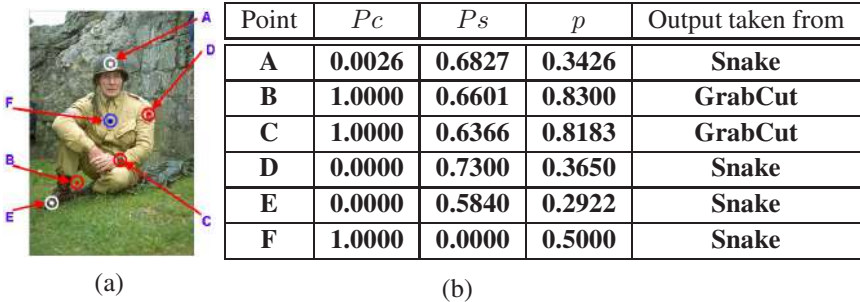 A
D
F
B
E
C
(a)
Point Pc Ps p Output taken from
A 0.0026 0.6827 0.3426 Snake
B 1.0000 0.6601 0.8300 GrabCut
C 1.0000 0.6366 0.8183 GrabCut
D 0.0000 0.7300 0.3650 Snake
E 0.0000 0.5840 0.2922 Snake
F 1.0000 0.0000 0.5000 Snake
(b)